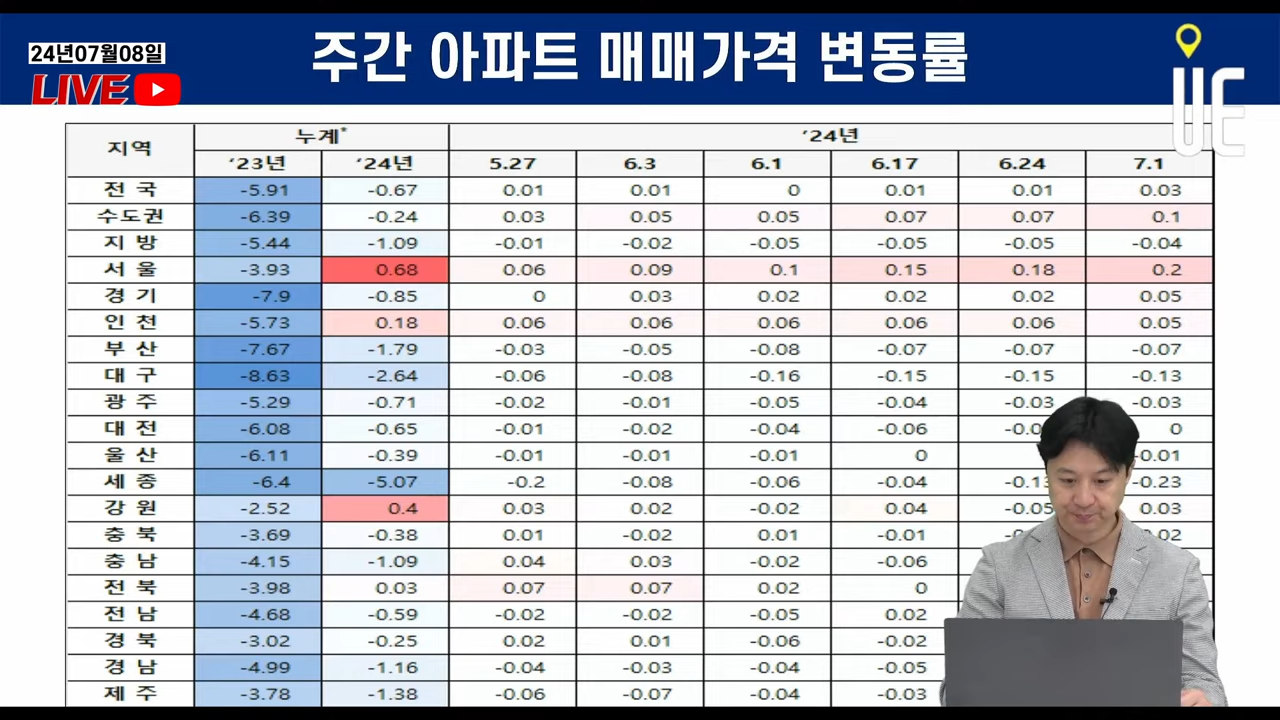 24년07월08일
LIVE
주간 아파트 매매가격 변동률
UC
지역 누계* ‘24년
‘23년 ‘24년 5.27 6.3 6.1 6.17 6.24 7.1
전 국 -5.91 -0.67 0.01 0.01 0 0.01 0.01 0.03
수도권 -6.39 -0.24 0.03 0.05 0.05 0.07 0.07 0.1
지 방 -5.44 -1.09 -0.01 -0.02 -0.05 -0.05 -0.05 -0.04
서 울 -3.93 0.68 0.06 0.09 0.1 0.15 0.18 0.2
경 기 -7.9 -0.85 0 0.03 0.02 0.02 0.02 0.05
인 천 -5.73 0.18 0.06 0.06 0.06 0.06 0.06 0.05
부 산 -7.67 -1.79 -0.03 -0.05 -0.08 -0.07 -0.07 -0.07
대 구 -8.63 -2.64 -0.06 -0.08 -0.16 -0.15 -0.15 -0.13
광 주 -5.29 -0.71 -0.02 -0.01 -0.05 -0.04 -0.03 -0.03
대 전 -6.08 -0.65 -0.01 -0.02 -0.04 -0.06 0
울 산 -6.11 -0.39 -0.01 -0.01 -0.01 0 -0.01
세 종 -6.4 -5.07 -0.2 -0.08 -0.06 -0.04 -0.23
강 원 -2.52 0.4 0.03 0.02 -0.02 0.04 -0.05 0.03
충 북 -3.69 -0.38 0.01 -0.02 0.01 -0.01
충 남 -4.15 -1.09 0.04 0.03 -0.02 -0.06
전 북 -3.98 0.03 0.07 0.07 0.02 0
전 남 -4.68 -0.59 -0.02 -0.02 -0.05 0.02
경 북 -3.02 -0.25 0.02 0.01 -0.06 -0.02
경 남 -4.99 -1.16 -0.04 -0.03 -0.04 -0.05
제 주 -3.78 -1.38 -0.06 -0.07 -0.04 -0.03